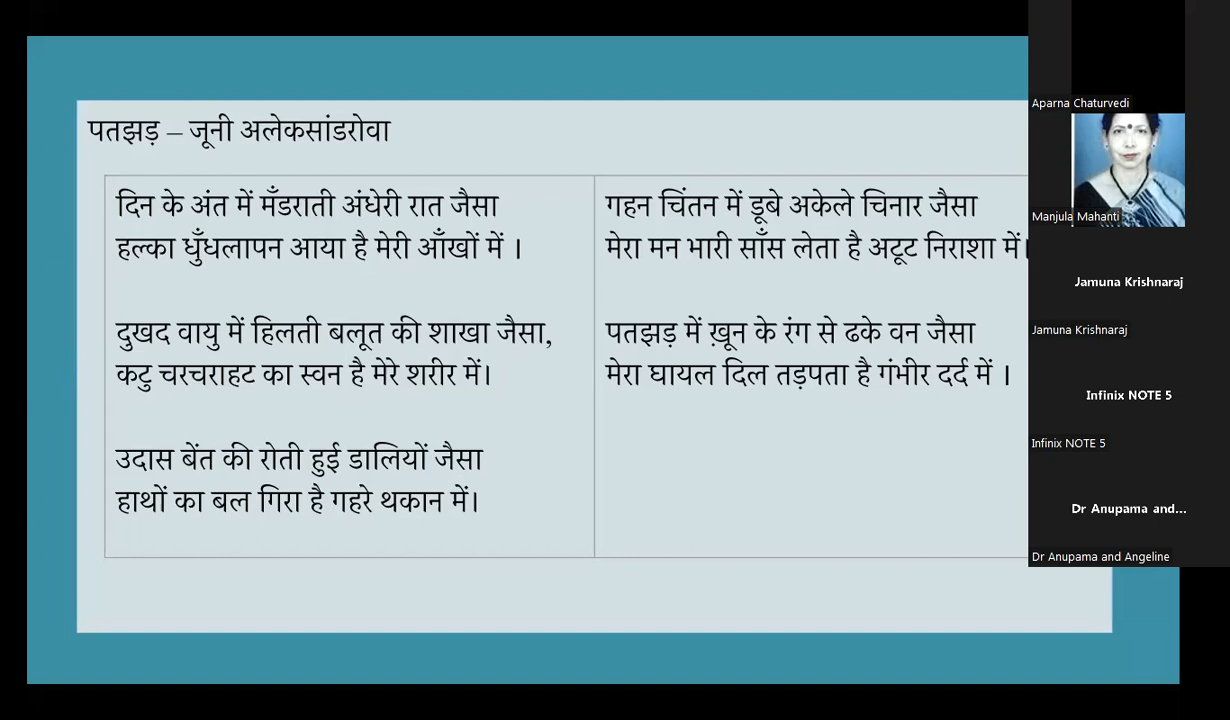 पतझड़ – जूनी अलेकसांडरोवा
दिन के अंत में मँडराती अंधेरी रात जैसा
हल्का धुँधलापन आया है मेरी आँखों में ।
दुखद वायु में हिलती बलूत की शाखा जैसा,
कटु चरचराहट का स्वन है मेरे शरीर में।
उदास बेंत की रोती हुई डालियों जैसा
हाथों का बल गिरा है गहरे थकान में।
गहन चिंतन में डूबे अकेले चिनार जैसा
मेरा मन भारी साँस लेता है अटूट निराशा में।
पतझड़ में ख़ून के रंग से ढके वन जैसा
मेरा घायल दिल तड़पता है गंभीर दर्द में ।
Aparna Chaturvedi
Manjula Mahanti
Jamuna Krishnaraj
Jamuna Krishnaraj
Infinix NOTE 5
Infinix NOTE 5
Dr Anupama and...
Dr Anupama and Angeline